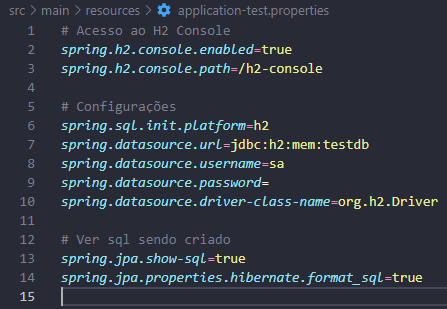 src > main > resources > application-test.properties
1 # Acesso ao H2 Console
2 spring.h2.console.enabled=true
3 spring.h2.console.path=/h2-console
4
5 # Configurações
6 spring.sql.init.platform=h2
7 spring.datasource.url=jdbc:h2:mem:testdb
8 spring.datasource.username=sa
9 spring.datasource.password=
10 spring.datasource.driver-class-name=org.h2.Driver
11
12 # Ver sql sendo criado
13 spring.jpa.show-sql=true
14 spring.jpa.properties.hibernate.format_sql=true
15